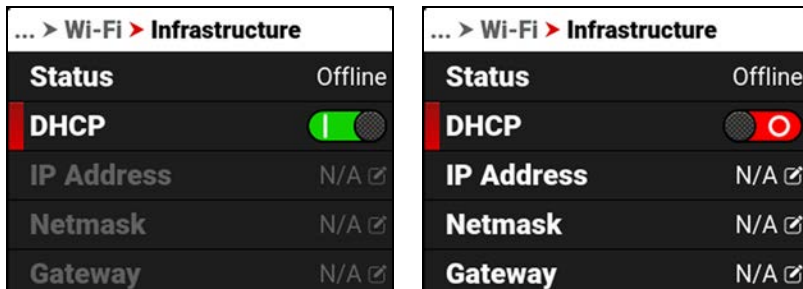 ... > Wi-Fi > Infrastructure
Status Offline
DHCP
IP Address N/A
Netmask N/A
Gateway N/A
... > Wi-Fi > Infrastructure
Status Offline
DHCP
IP Address N/A
Netmask N/A
Gateway N/A